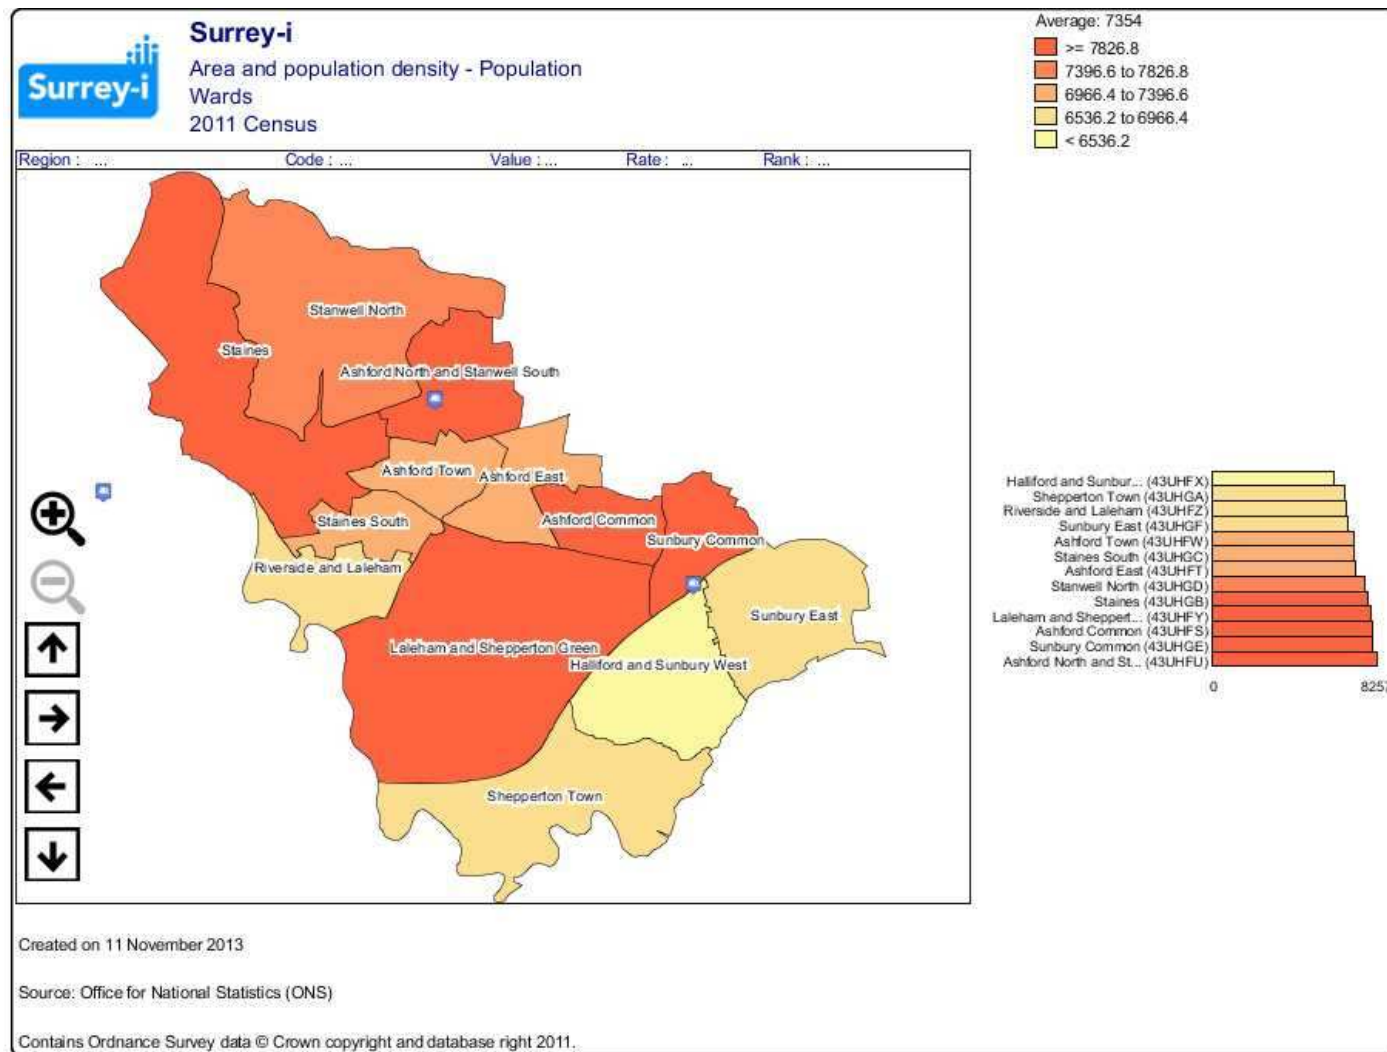 Surrey-i
Surrey-i
Area and population density - Population
Wards
2011 Census
Average: 7354
>= 7826.8
7396.6 to 7826.8
6966.4 to 7396.6
6536.2 to 6966.4
< 6536.2
Region : ... Code : ... Value : ... Rate : ... Rank : ...
Stanwell North
Staines
Ashford North and Stanwell South
Ashford Town
Ashford East
Staines South
Ashford Common
Sunbury Common
Riverside and Laleham
Sunbury East
Laleham and Shepperton Green
Halliford and Sunbury West
Shepperton Town
Halliford and Sunbur... (43UHFX)
Shepperton Town (43UHGA)
Riverside and Laleham (43UHFZ)
Sunbury East (43UHGF)
Ashford Town (43UHFW)
Staines South (43UHGC)
Ashford East (43UHFT)
Stanwell North (43UHGD)
Staines (43UHGB)
Laleham and Sheppert... (43UHFY)
Ashford Common (43UHFS)
Sunbury Common (43UHGE)
Ashford North and St... (43UHFU)
0
Created on 11 November 2013
Source: Office for National Statistics (ONS)
Contains Ordnance Survey data © Crown copyright and database right 2011.